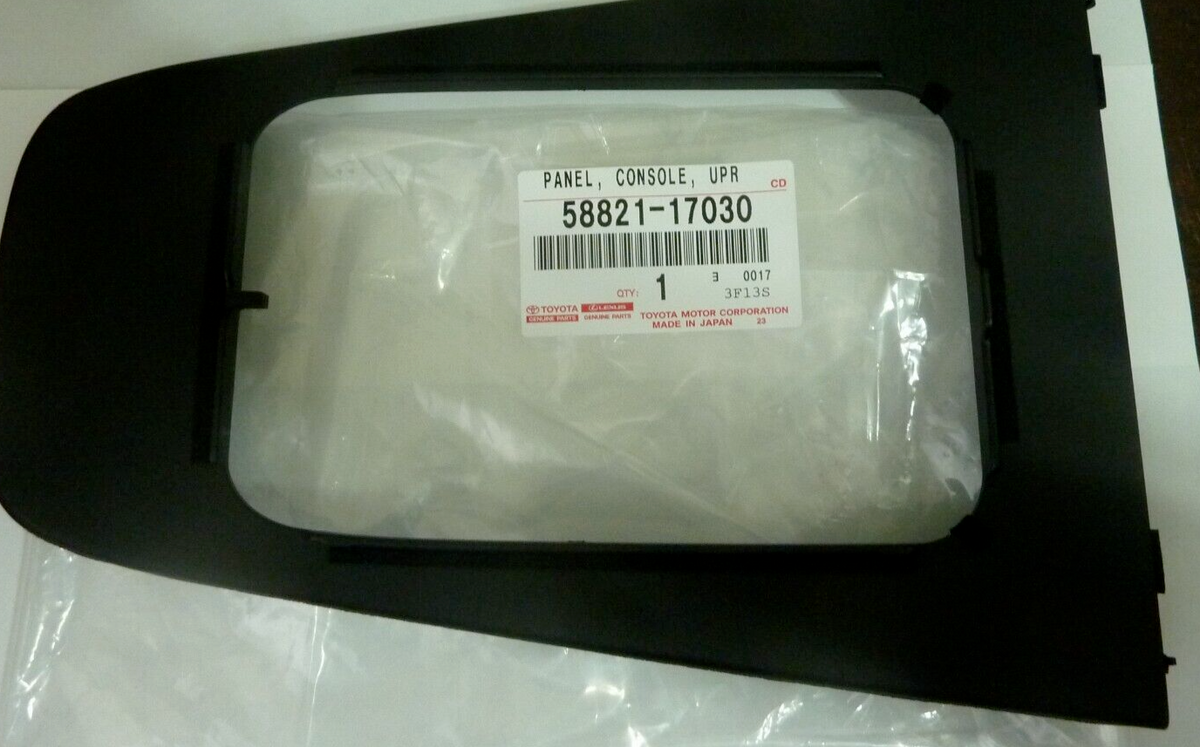 PANEL, CONSOLE, UPR
CD
58821-17030
QTY: 1 3 0017
3F13S
TOYOTA LEXUS TOYOTA MOTOR CORPORATION
GENUINE PARTS GENUINE PARTS MADE IN JAPAN 23